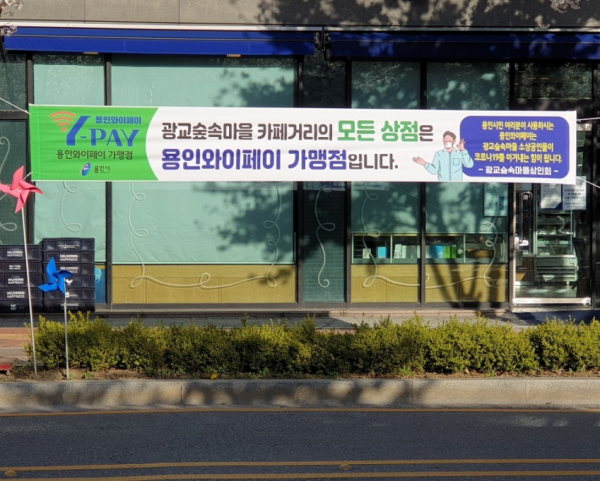 용인와이페이
Y-PAY
용인와이페이 가맹점
용인시
광교숲속마을 카페거리의 모든 상점은
용인와이페이 가맹점입니다.
용인시민 여러분이 사용하시는
용인와이페이는
광교숲속마을 소상공인들이
코로나19를 이겨내는 힘이 됩니다.
- 광교숲속마을상인회 -